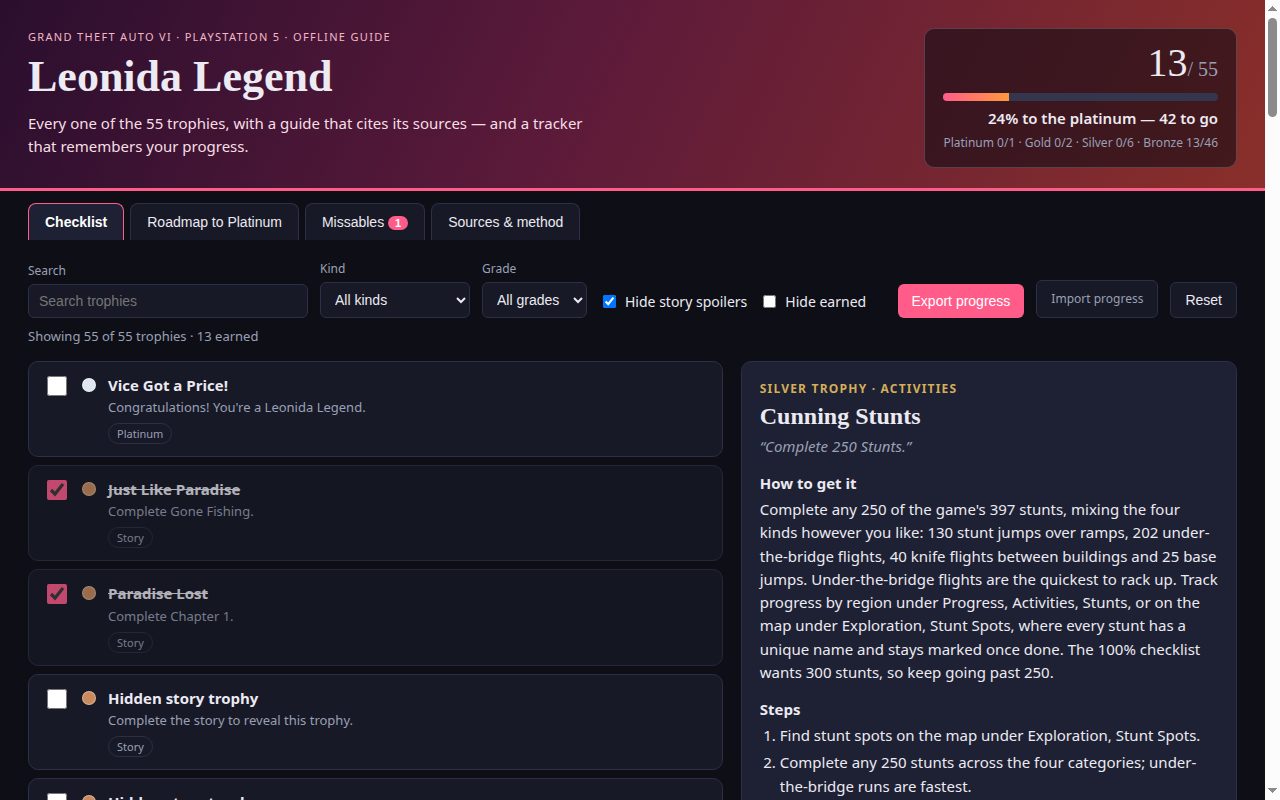 GRAND THEFT AUTO VI · PLAYSTATION 5 · OFFLINE GUIDE
Leonida Legend
Every one of the 55 trophies, with a guide that cites its sources — and a tracker
that remembers your progress.
13/ 55
24% to the platinum — 42 to go
Platinum 0/1 · Gold 0/2 · Silver 0/6 · Bronze 13/46
Checklist
Roadmap to Platinum
Missables 1
Sources & method
Search
Kind
Grade
Search trophies
All kinds
All grades
Hide story spoilers
Hide earned
Export progress
Import progress
Reset
Showing 55 of 55 trophies · 13 earned
Vice Got a Price!
Congratulations! You're a Leonida Legend.
Platinum
Just Like Paradise
Complete Gone Fishing.
Story
Paradise Lost
Complete Chapter 1.
Story
Hidden story trophy
Complete the story to reveal this trophy.
Story
SILVER TROPHY · ACTIVITIES
Cunning Stunts
“Complete 250 Stunts.”
How to get it
Complete any 250 of the game's 397 stunts, mixing the four
kinds however you like: 130 stunt jumps over ramps, 202 under-
the-bridge flights, 40 knife flights between buildings and 25 base
jumps. Under-the-bridge flights are the quickest to rack up. Track
progress by region under Progress, Activities, Stunts, or on the
map under Exploration, Stunt Spots, where every stunt has a
unique name and stays marked once done. The 100% checklist
wants 300 stunts, so keep going past 250.
Steps
1. Find stunt spots on the map under Exploration, Stunt Spots.
2. Complete any 250 stunts across the four categories; under-
the-bridge runs are fastest.